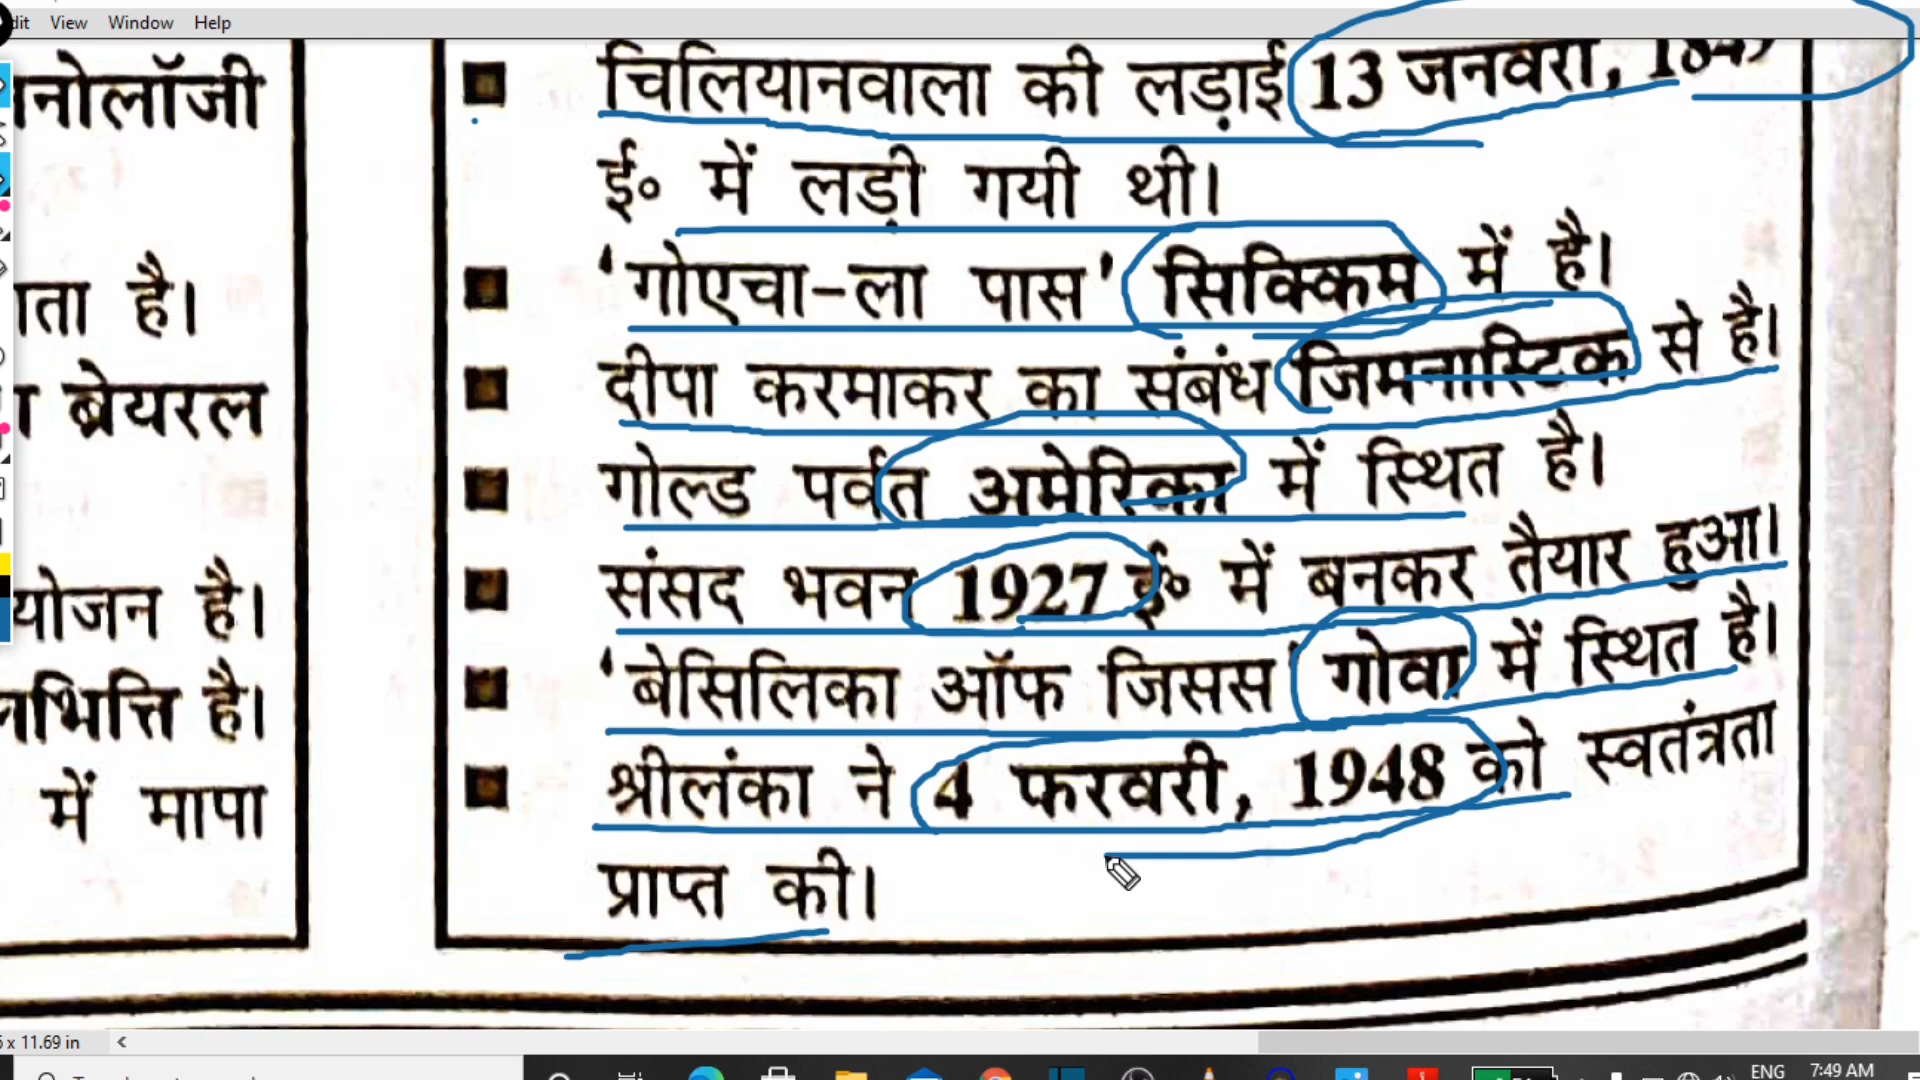 View Window Help
नोलॉजी
ता है।
ब्रेयरल
योजन है।
भित्ति है।
में मापा
चिलियानवाला की लड़ाई 13 जनवरी, 1849
ई० में लड़ी गयी थी।
'गोएचा-ला पास' सिक्किम में है।
दीपा करमाकर का संबंध जिमनास्टिक से है।
गोल्ड पर्वत अमेरिका में स्थित है।
संसद भवन 1927 ई० में बनकर तैयार हुआ।
'बेसिलिका ऑफ जिसस' गोवा में स्थित है।
श्रीलंका ने 4 फरवरी, 1948 को स्वतंत्रता
प्राप्त की।
x 11.69 in
ENG 7:49 AM